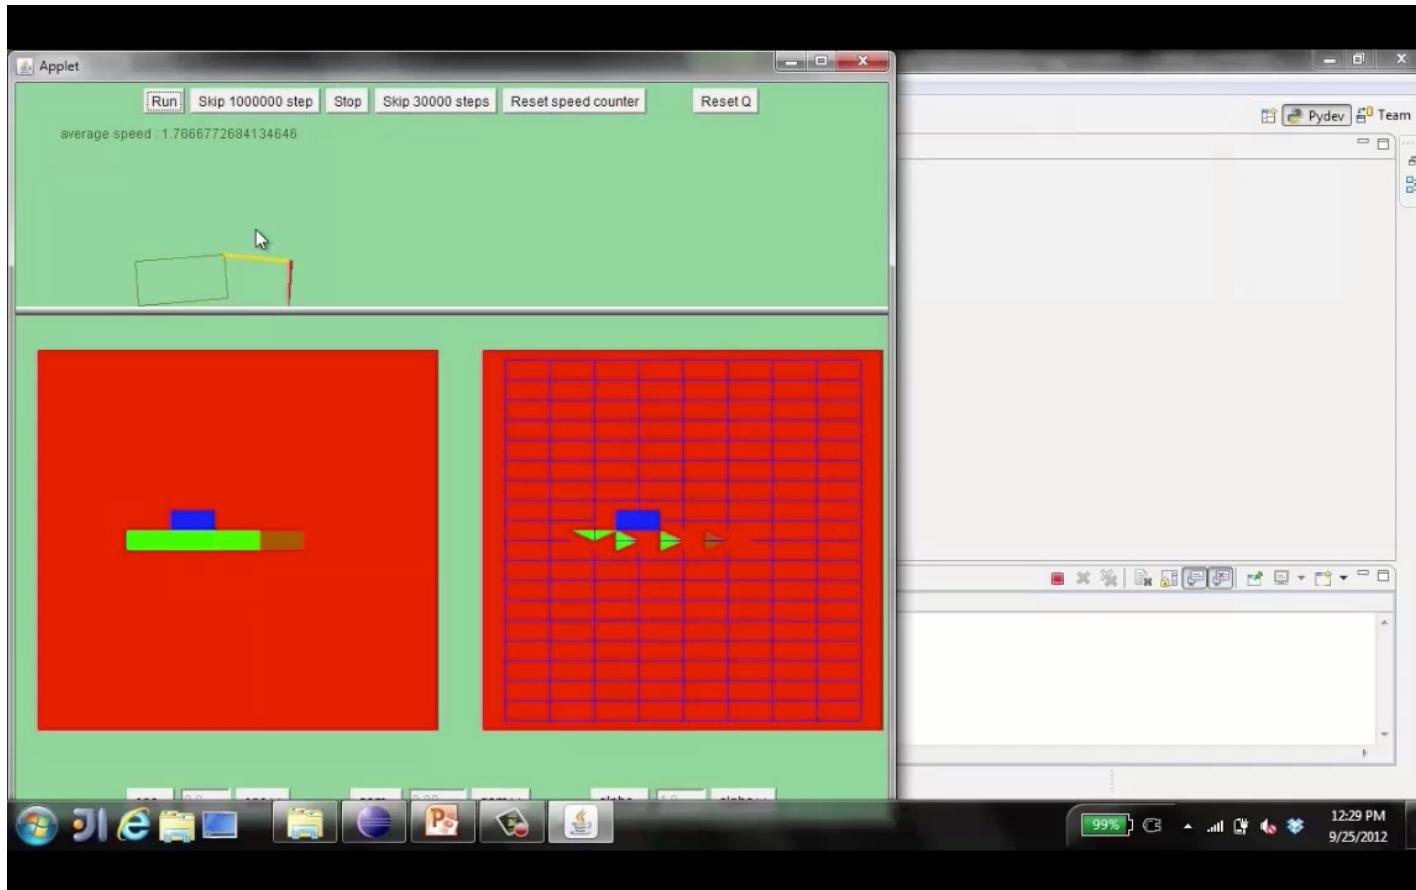 Applet
Run Skip 1000000 step Stop Skip 30000 steps Reset speed counter Reset Q
average speed : 1.7666772684134646
Pydev Team
99%
12:29 PM
9/25/2012